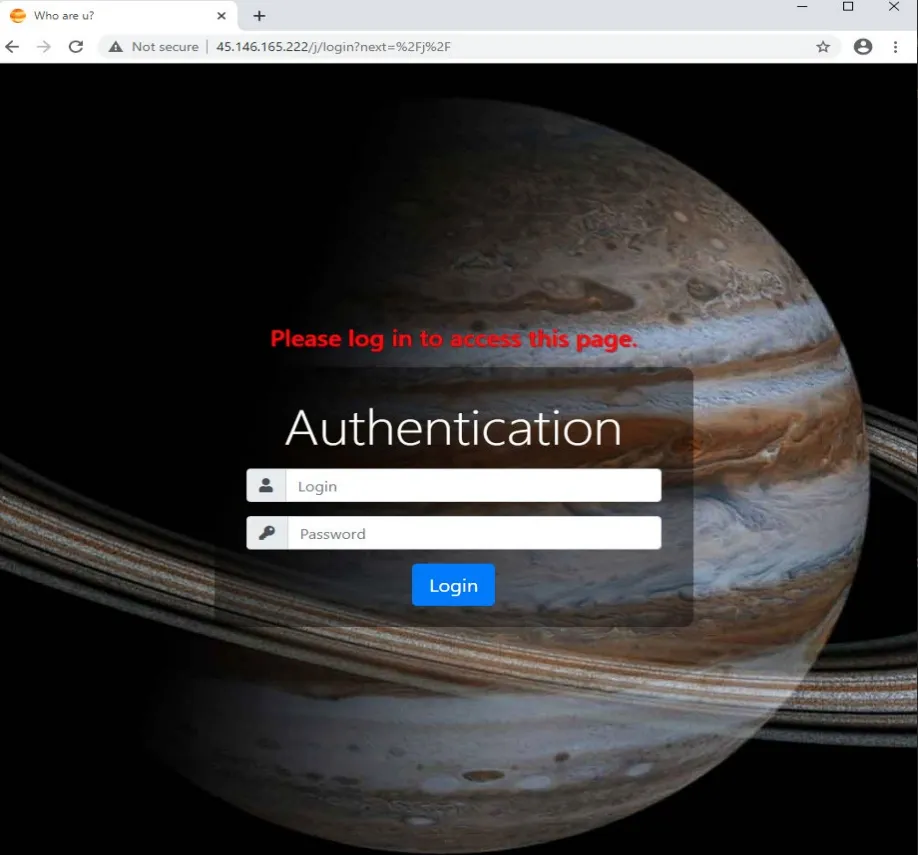 Who are u?
Not secure | 45.146.165.222/j/login?next=%2Fj%2F
Please log in to access this page.
Authentication
Login
Password
Login